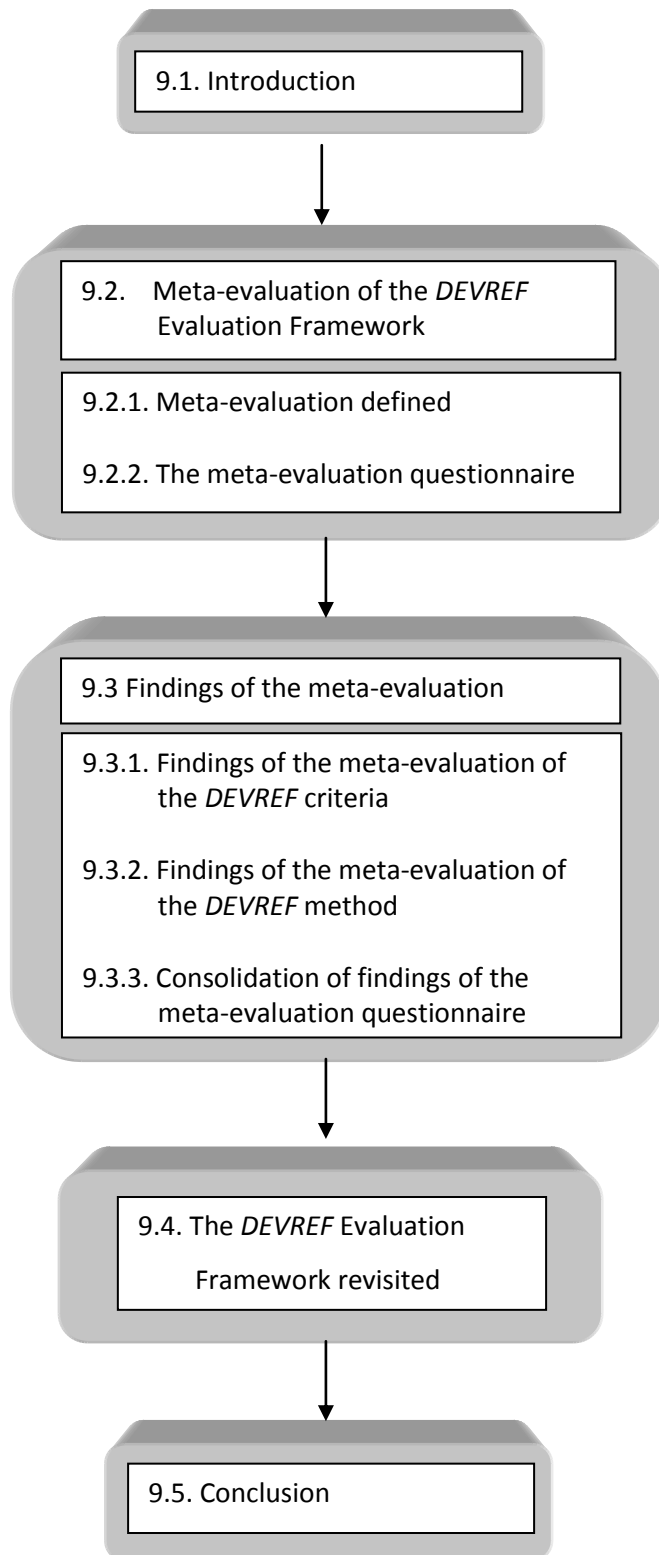 9.1. Introduction
9.2. Meta-evaluation of the DEVREF
Evaluation Framework
9.2.1. Meta-evaluation defined
9.2.2. The meta-evaluation questionnaire
9.3 Findings of the meta-evaluation
9.3.1. Findings of the meta-evaluation of
the DEVREF criteria
9.3.2. Findings of the meta-evaluation of
the DEVREF method
9.3.3. Consolidation of findings of the
meta-evaluation questionnaire
9.4. The DEVREF Evaluation
Framework revisited
9.5. Conclusion